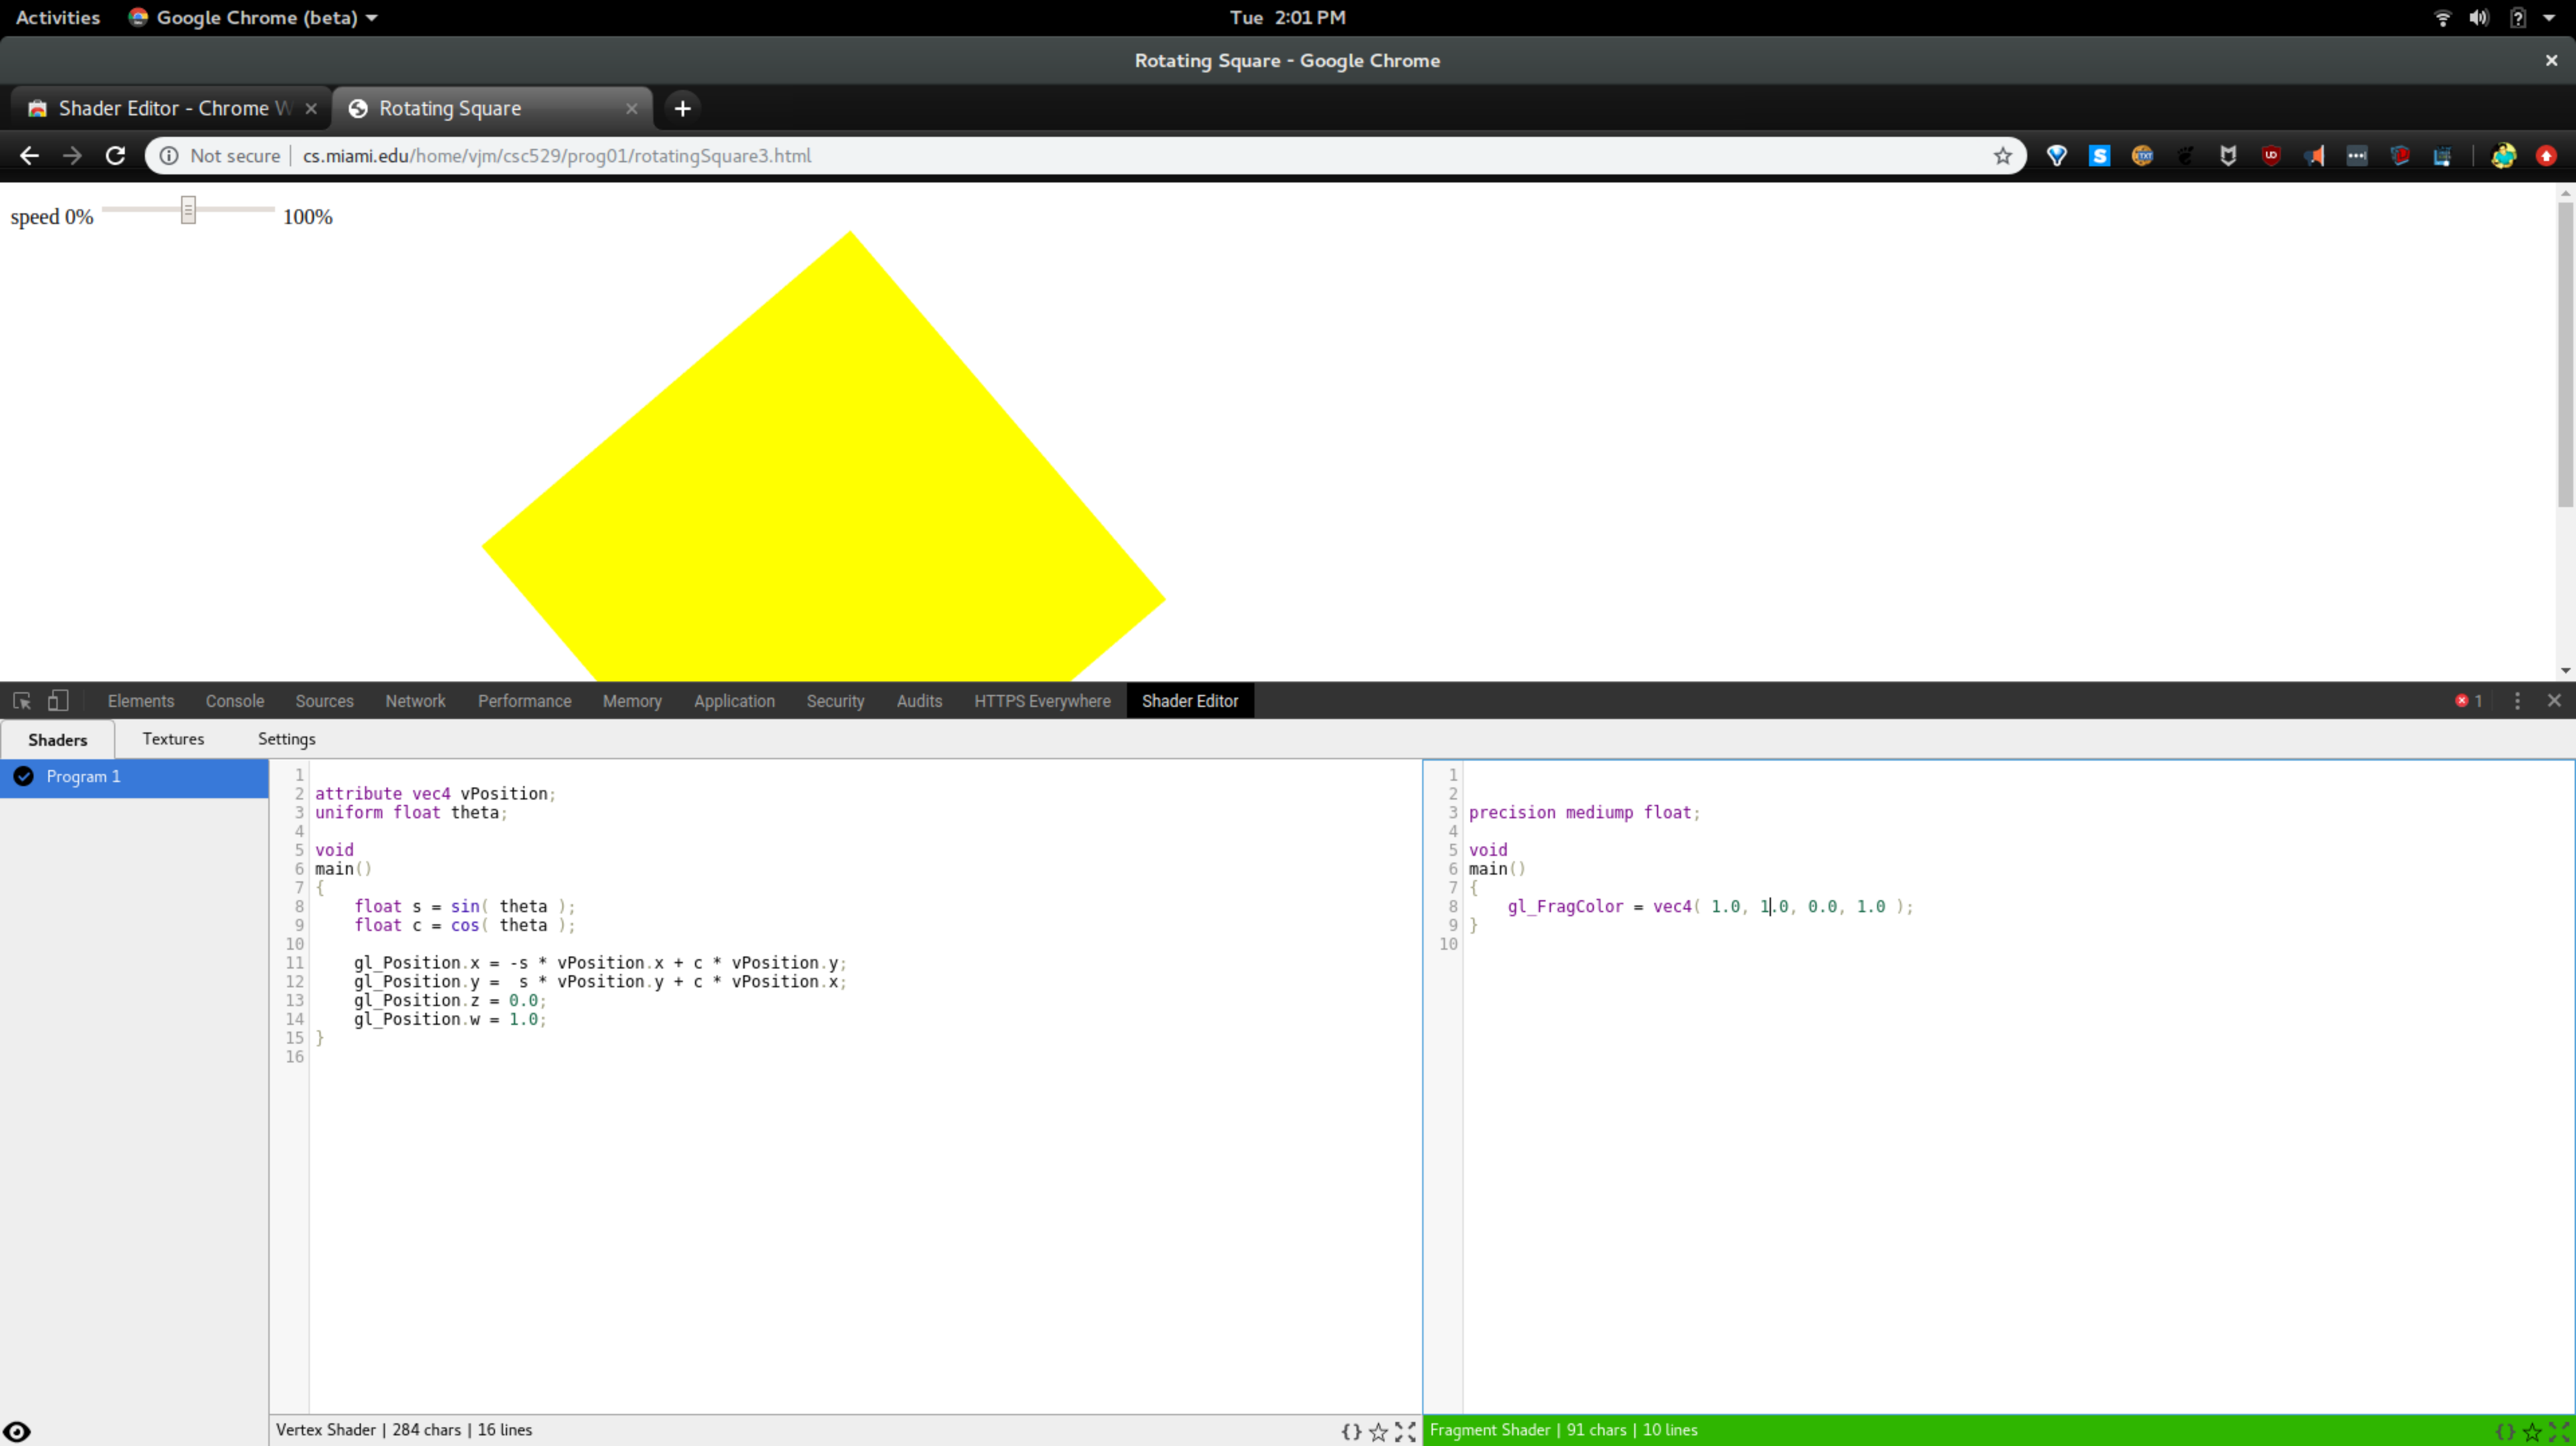 Activities Google Chrome (beta) Tue 2:01 PM
Rotating Square - Google Chrome
Shader Editor - Chrome W Rotating Square
Not secure cs.miami.edu/home/vjm/csc529/prog01/rotatingSquare3.html
speed 0% 100%
Elements Console Sources Network Performance Memory Application Security Audits HTTPS Everywhere Shader Editor 1
Shaders Textures Settings
Program 1
1
2 attribute vec4 vPosition;
3 uniform float theta;
4
5 void
6 main()
7 {
8     float s = sin( theta );
9     float c = cos( theta );
10
11     gl_Position.x = -s * vPosition.x + c * vPosition.y;
12     gl_Position.y =  s * vPosition.y + c * vPosition.x;
13     gl_Position.z = 0.0;
14     gl_Position.w = 1.0;
15 }
16
Vertex Shader | 284 chars | 16 lines {}
1
2
3 precision mediump float;
4
5 void
6 main()
7 {
8     gl_FragColor = vec4( 1.0, 1.0, 0.0, 1.0 );
9 }
10
Fragment Shader | 91 chars | 10 lines {}